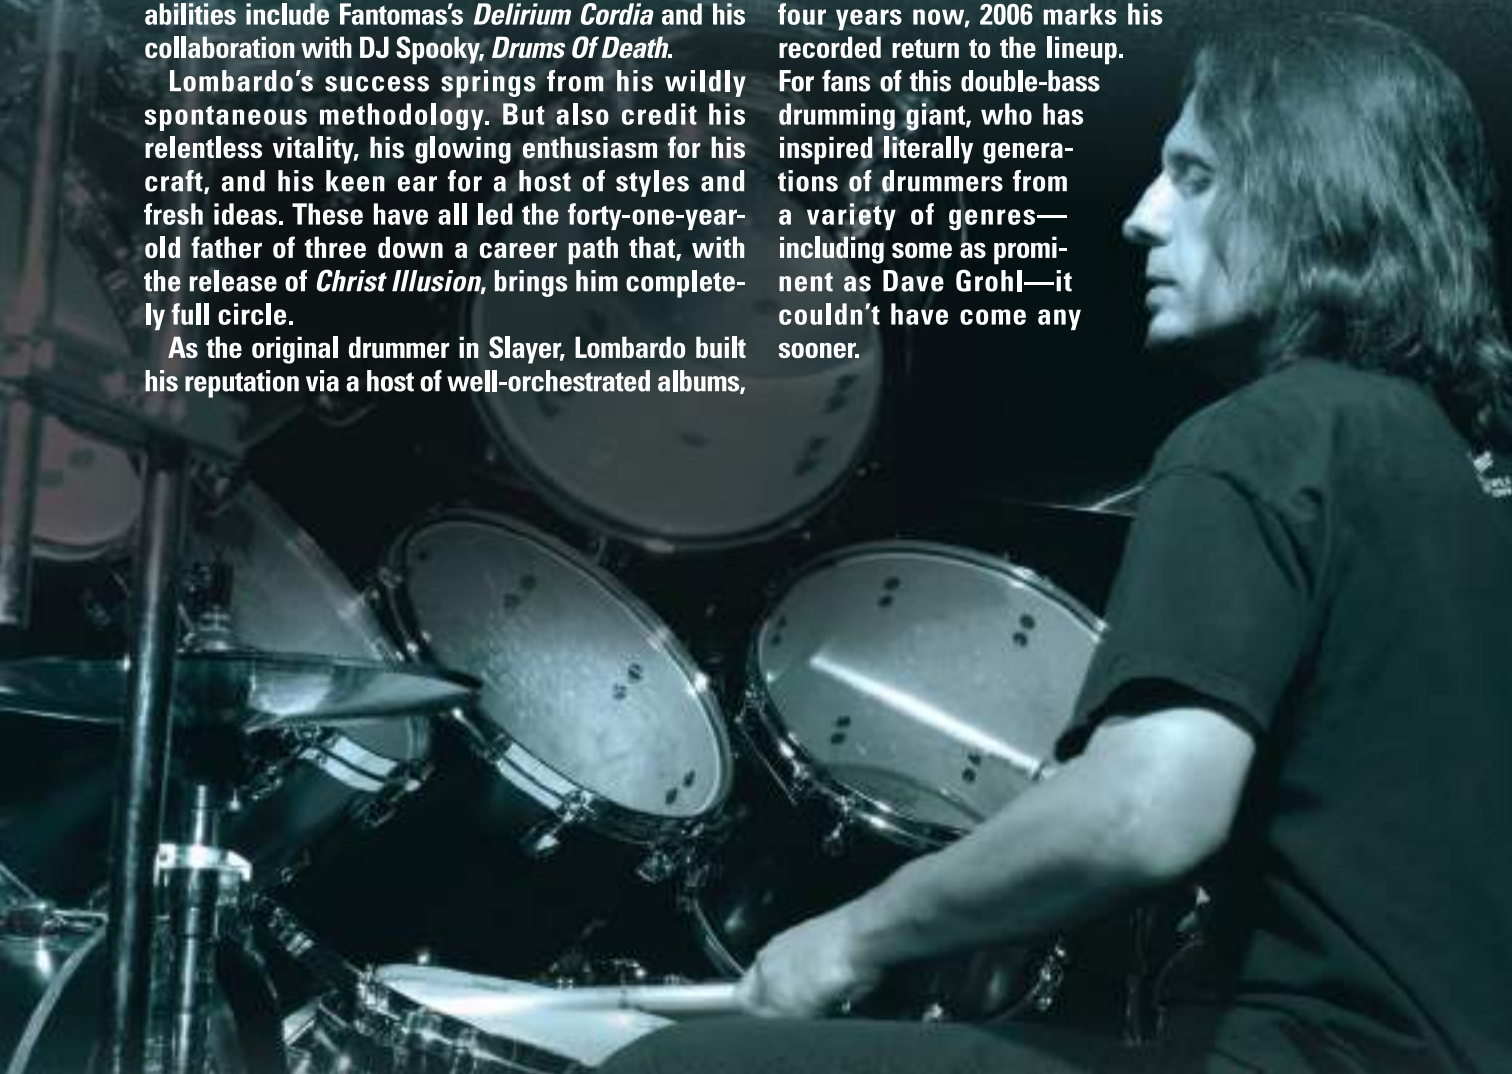 abilities include Fantomas's Delirium Cordia and his
collaboration with DJ Spooky, Drums Of Death.
Lombardo's success springs from his wildly
spontaneous methodology. But also credit his
relentless vitality, his glowing enthusiasm for his
craft, and his keen ear for a host of styles and
fresh ideas. These have all led the forty-one-year-
old father of three down a career path that, with
the release of Christ Illusion, brings him complete-
ly full circle.
As the original drummer in Slayer, Lombardo built
his reputation via a host of well-orchestrated albums,
four years now, 2006 marks his
recorded return to the lineup.
For fans of this double-bass
drumming giant, who has
inspired literally genera-
tions of drummers from
a variety of genres—
including some as promi-
nent as Dave Grohl—it
couldn't have come any
sooner.